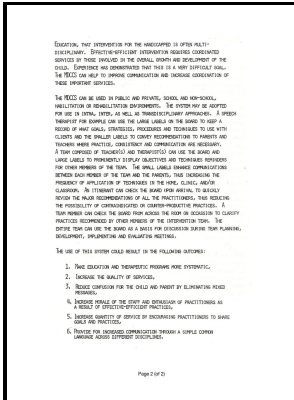 EDUCATION, THAT INTERVENTION FOR THE HANDICAPPED IS OFTEN MULTI-
DISCIPLINARY. EFFECTIVE-EFFICIENT INTERVENTION REQUIRES COORDINATED
SERVICES BY THOSE INVOLVED IN THE OVERALL GROWTH AND DEVELOPMENT OF THE
CHILD. EXPERIENCE HAS DEMONSTRATED THAT THIS IS A VERY DIFFICULT GOAL.
THE MDCCS CAN HELP TO IMPROVE COMMUNICATION AND INCREASE COORDINATION OF
THESE IMPORTANT SERVICES.
THE MDCCS CAN BE USED IN PUBLIC AND PRIVATE, SCHOOL AND NON-SCHOOL,
HABILITATION OR REHABILITATION ENVIRONMENTS. THE SYSTEM MAY BE ADOPTED
FOR USE IN INTRA, INTER, AS WELL AS TRANSDISCIPLINARY APPROACHES. A SPEECH
THERAPIST FOR EXAMPLE CAN USE THE LARGE LABELS ON THE BOARD TO KEEP A
RECORD OF WHAT GOALS, STRATEGIES, PROCEDURES AND TECHNIQUES TO USE WITH
CLIENTS AND THE SMALLER LABELS TO CONVEY RECOMMENDATIONS TO PARENTS AND
TEACHERS WHERE PRACTICE, CONSISTENCY AND COMMUNICATION ARE NECESSARY.
A TEAM COMPOSED OF TEACHER(S) AND THERAPIST(S) CAN USE THE BOARD AND
LARGE LABELS TO PROMINENTLY DISPLAY OBJECTIVES AND TECHNIQUES REMINDERS
FOR OTHER MEMBERS OF THE TEAM. THE SMALL LABELS ENHANCE COMMUNICATIONS
BETWEEN EACH MEMBER OF THE TEAM AND THE PARENTS, THUS INCREASING THE
FREQUENCY OF APPLICATION OF TECHNIQUES IN THE HOME, CLINIC, AND/OR
CLASSROOM. AN ITINERANT CAN CHECK THE BOARD UPON ARRIVAL TO QUICKLY
REVIEW THE MAJOR RECOMMENDATIONS OF ALL THE PRACTITIONERS, THUS REDUCING
THE POSSIBILITY OF CONTRAINDICATED OR COUNTER-PRODUCTIVE PRACTICES. A
TEAM MEMBER CAN CHECK THE BOARD FROM ACROSS THE ROOM ON OCCASION TO CLARIFY
PRACTICES RECOMMENDED BY OTHER MEMBERS OF THE INTERVENTION TEAM. THE
ENTIRE TEAM CAN USE THE BOARD AS A BASIS FOR DISCUSSION DURING TEAM PLANNING,
DEVELOPMENT, IMPLEMENTING AND EVALUATING MEETINGS.
THE USE OF THIS SYSTEM COULD RESULT IN THE FOLLOWING OUTCOMES:
1. MAKE EDUCATION AND THERAPEUTIC PROGRAMS MORE SYSTEMATIC,
2. INCREASE THE QUALITY OF SERVICES,
3. REDUCE CONFUSION FOR THE CHILD AND PARENT BY ELIMINATING MIXED
MESSAGES,
4. INCREASE MORALE OF THE STAFF AND ENTHUSIASM OF PRACTITIONERS AS
A RESULT OF EFFECTIVE-EFFICIENT PRACTICES,
5. INCREASE QUANTITY OF SERVICE BY ENCOURAGING PRACTITIONERS TO SHARE
GOALS AND PRACTICES,
6. PROVIDE FOR INCREASED COMMUNICATION THROUGH A SIMPLE COMMON
LANGUAGE ACROSS DIFFERENT DISCIPLINES.
Page 2 (of 2)